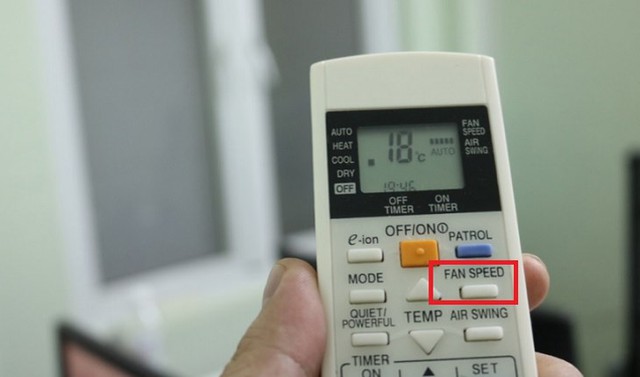 AUTO
HEAT
COOL
DRY
OFF
18°C
AUTO
FAN
SPEED
AIR
SWING
OFF
TIMER
ON
TIMER
OFF/ON
e-ion
PATROL
MODE
FAN SPEED
QUIET/
POWERFUL
TEMP
AIR SWING
TIMER
ON
SET